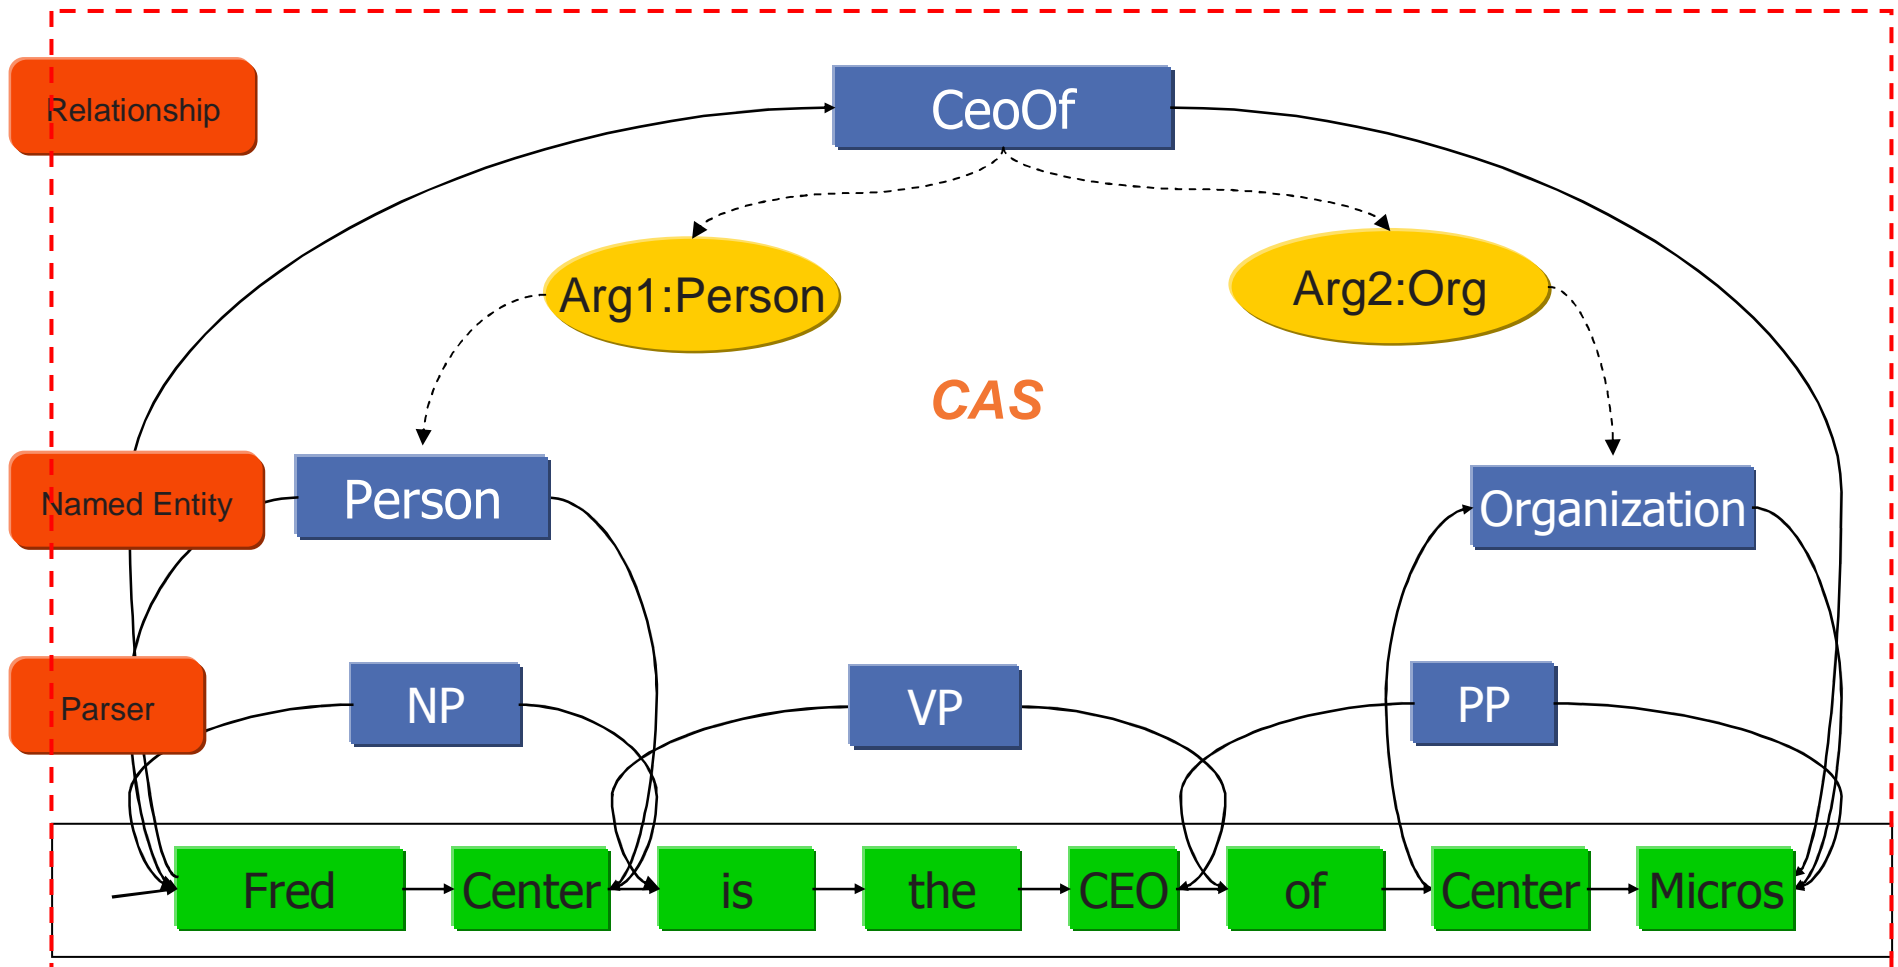 Relationship
CeoOf
Arg1:Person
Arg2:Org
CAS
Named Entity
Person
Organization
Parser
NP
VP
PP
Fred
Center
is
the
CEO
of
Center
Micros